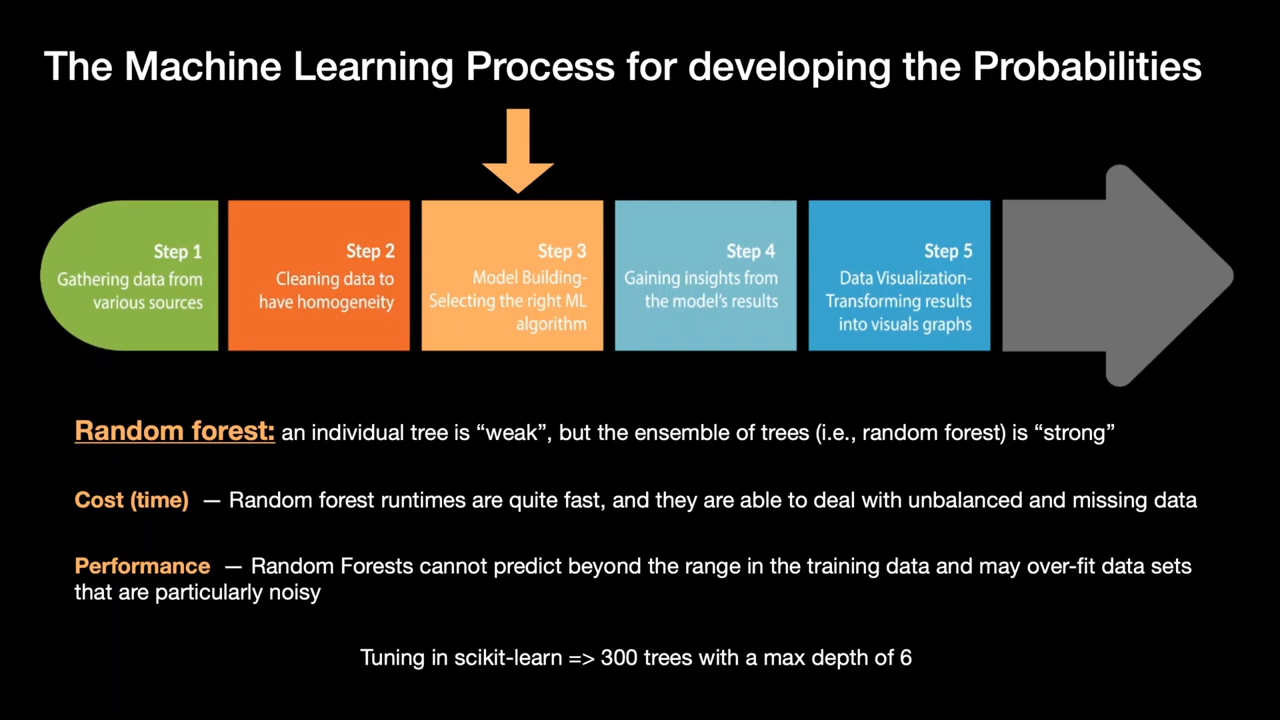 The Machine Learning Process for developing the Probabilities
Step 1
Gathering data from
various sources
Step 2
Cleaning data to
have homogeneity
Step 3
Model Building-
Selecting the right ML
algorithm
Step 4
Gaining insights from
the model's results
Step 5
Data Visualization-
Transforming results
into visuals graphs
Random forest: an individual tree is “weak”, but the ensemble of trees (i.e., random forest) is “strong”
Cost (time) — Random forest runtimes are quite fast, and they are able to deal with unbalanced and missing data
Performance — Random Forests cannot predict beyond the range in the training data and may over-fit data sets
that are particularly noisy
Tuning in scikit-learn => 300 trees with a max depth of 6